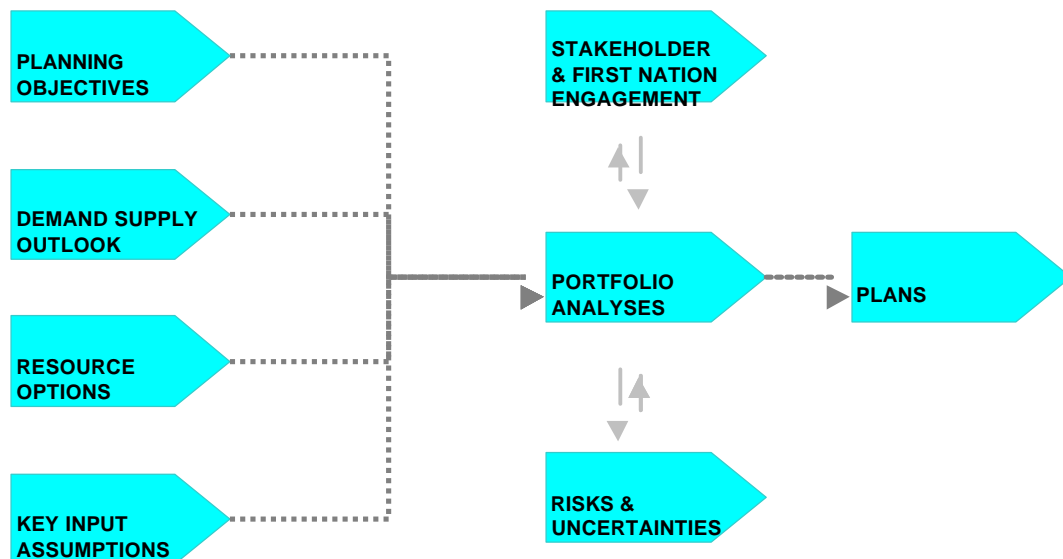 PLANNING
OBJECTIVES
STAKEHOLDER
& FIRST NATION
ENGAGEMENT
DEMAND SUPPLY
OUTLOOK
PORTFOLIO
ANALYSES
PLANS
RESOURCE
OPTIONS
RISKS &
UNCERTAINTIES
KEY INPUT
ASSUMPTIONS